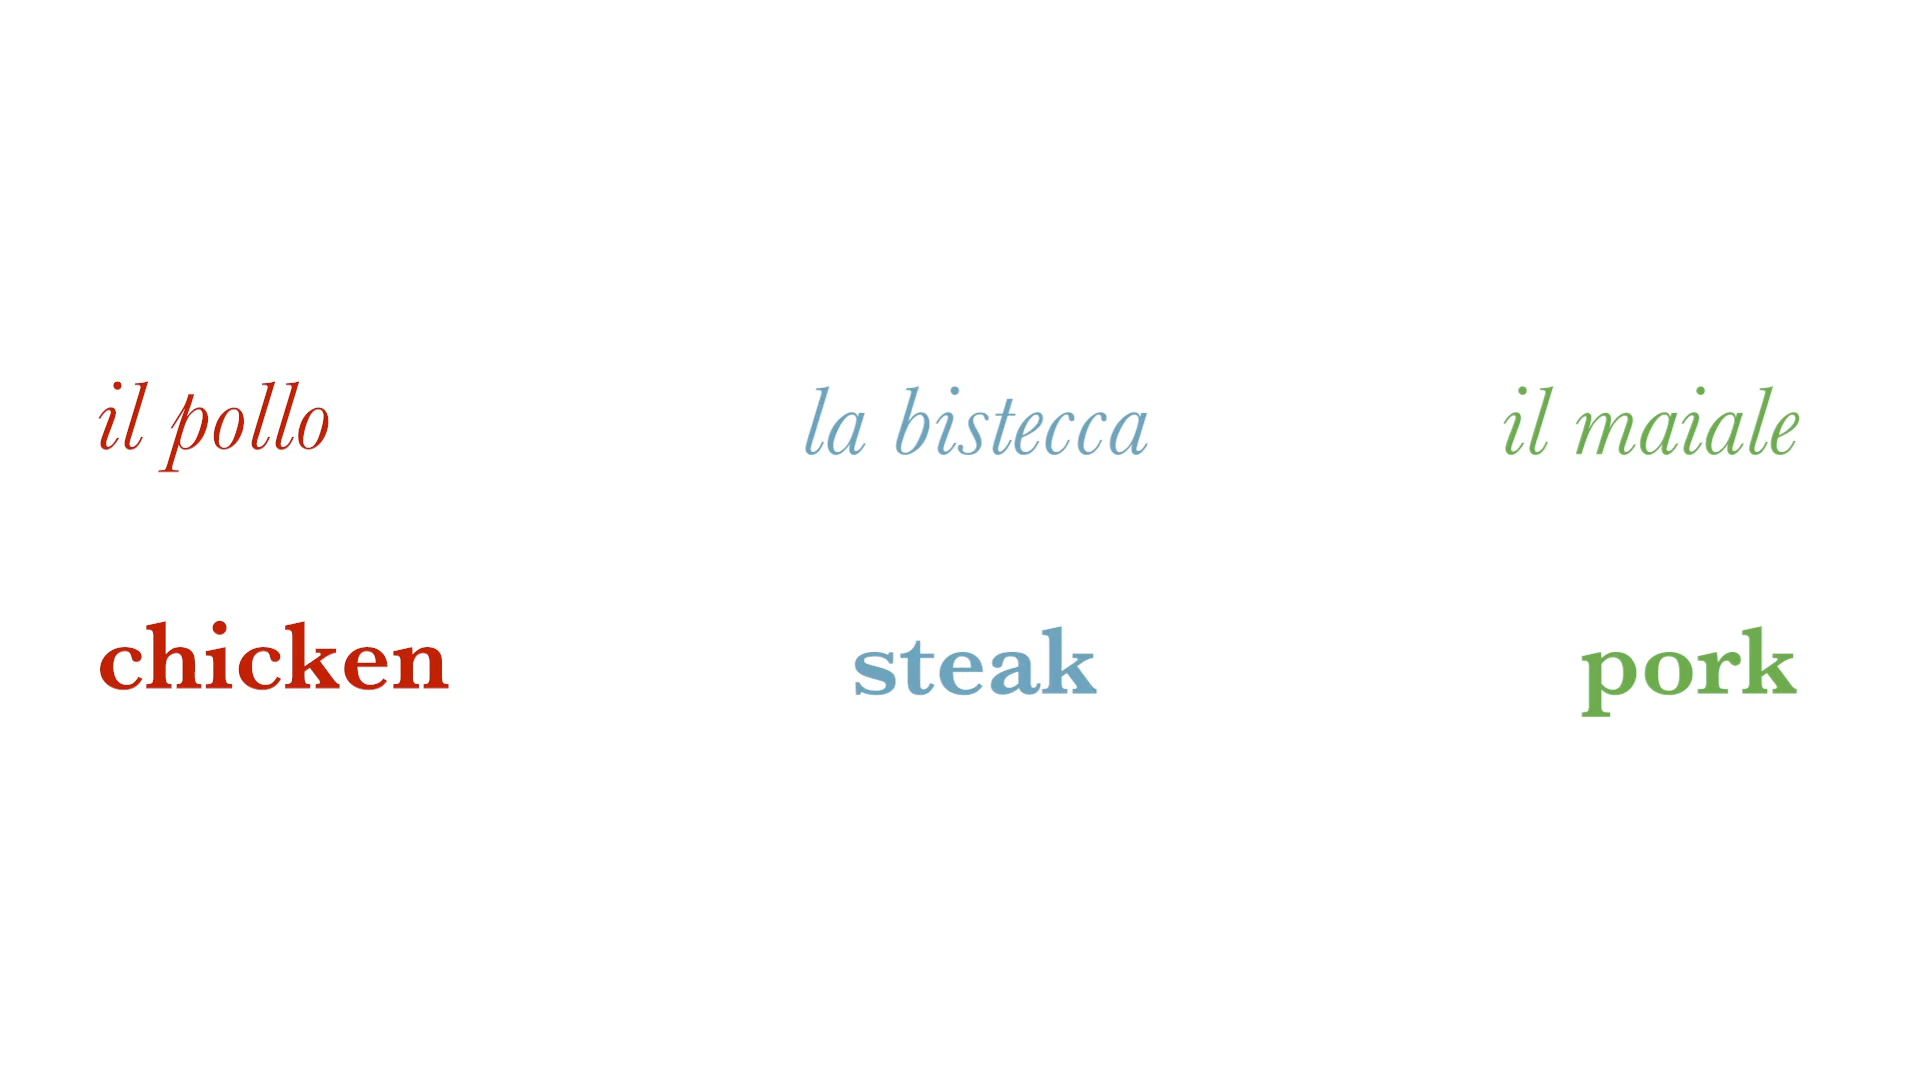 il pollo
la bistecca
il maiale
chicken
steak
pork